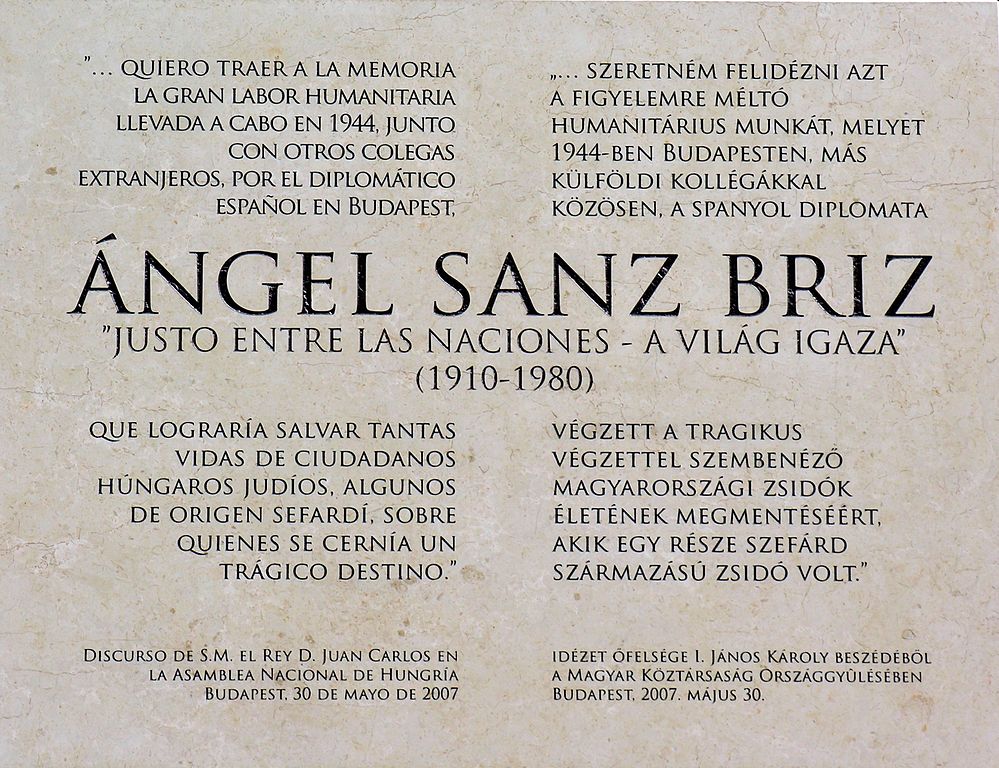 ”... QUIERO TRAER A LA MEMORIA
LA GRAN LABOR HUMANITARIA
LLEVADA A CABO EN 1944, JUNTO
CON OTROS COLEGAS
EXTRANJEROS, POR EL DIPLOMÁTICO
ESPAÑOL EN BUDAPEST,
„... SZERETNÉM FELIDÉZNI AZT
A FIGYELEMRE MÉLTÓ
HUMANITÁRIUS MUNKÁT, MELYET
1944-BEN BUDAPESTEN, MÁS
KÜLFÖLDI KOLLÉGÁKKAL
KÖZÖSEN, A SPANYOL DIPLOMATA
ÁNGEL SANZ BRIZ
”JUSTO ENTRE LAS NACIONES - A VILÁG IGAZA”
(1910-1980)
QUE LOGRARÍA SALVAR TANTAS
VIDAS DE CIUDADANOS
HÚNGAROS JUDÍOS, ALGUNOS
DE ORIGEN SEFARDÍ, SOBRE
QUIENES SE CERNÍA UN
TRÁGICO DESTINO.”
VÉGZETT A TRAGIKUS
VÉGZETTEL SZEMBENÉZŐ
MAGYARORSZÁGI ZSIDÓK
ÉLETÉNEK MEGMENTÉSÉÉRT,
AKIK EGY RÉSZE SZEFÁRD
SZÁRMAZÁSÚ ZSIDÓ VOLT.”
DISCURSO DE S.M. EL REY D. JUAN CARLOS EN
LA ASAMBLEA NACIONAL DE HUNGRÍA
BUDAPEST, 30 DE MAYO DE 2007
IDÉZET ŐFELSÉGE I. JÁNOS KÁROLY BESZÉDÉBŐL
A MAGYAR KÖZTÁRSASÁG ORSZÁGGYÜLÉSÉBEN
BUDAPEST, 2007. MÁJUS 30.